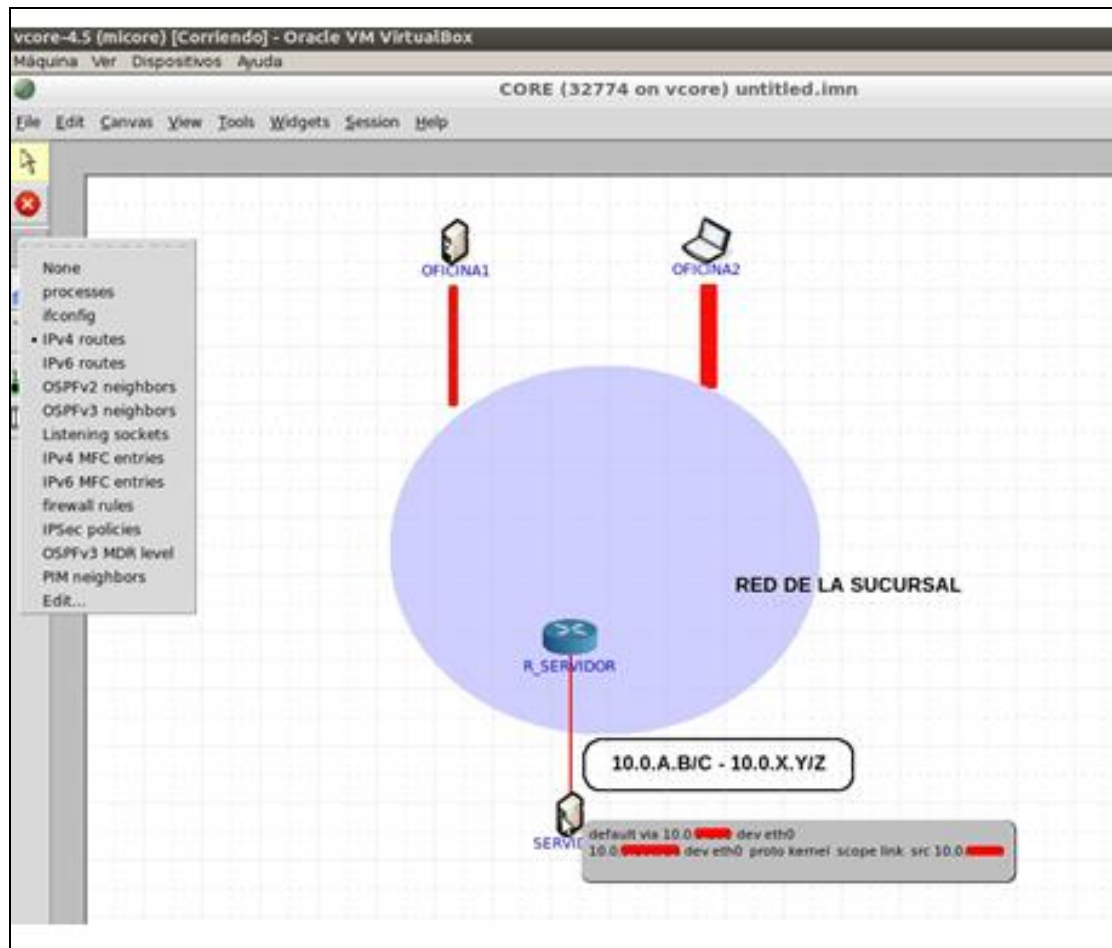 vcore-4.5 (micore) [Corriendo] - Oracle VM VirtualBox
Máquina Ver Dispositivos Ayuda
CORE (32774 on vcore) untitled.imn
File Edit Canvas View Tools Widgets Session Help
None
processes
ifconfig
• IPv4 routes
IPv6 routes
OSPFv2 neighbors
OSPFv3 neighbors
Listening sockets
IPv4 MFC entries
IPv6 MFC entries
firewall rules
IPSec policies
OSPFv3 MDR level
PIM neighbors
Edit...
OFICINA1
OFICINA2
RED DE LA SUCURSAL
R_SERVIDOR
10.0.A.B/C - 10.0.X.Y/Z
SERVID
default via 10.0. dev eth0
10.0. dev eth0 proto kernel scope link src 10.0.